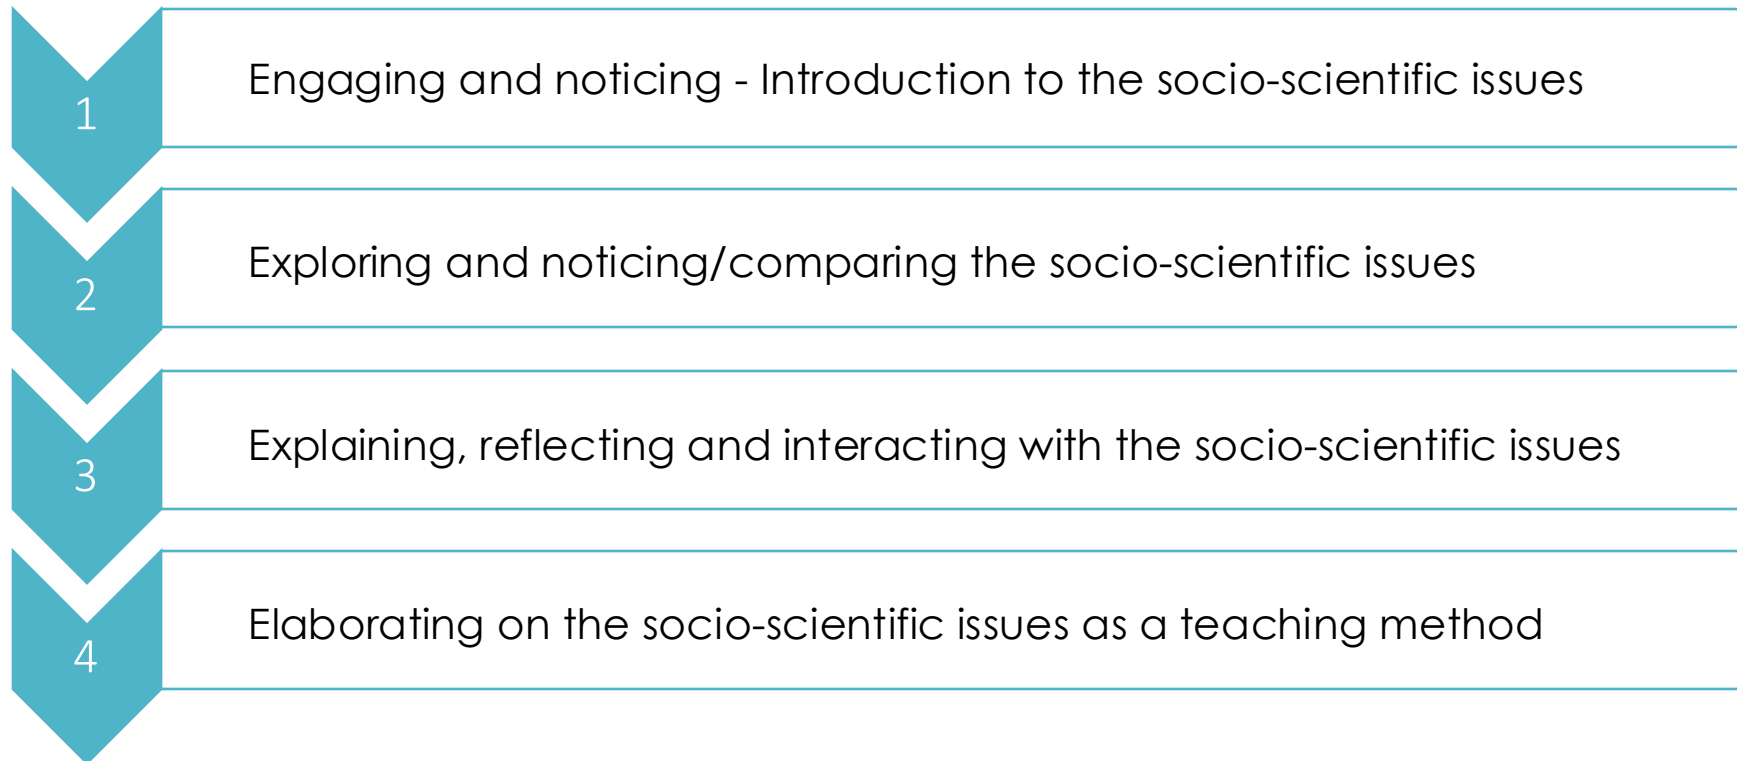 1
Engaging and noticing - Introduction to the socio-scientific issues
2
Exploring and noticing/comparing the socio-scientific issues
3
Explaining, reflecting and interacting with the socio-scientific issues
4
Elaborating on the socio-scientific issues as a teaching method